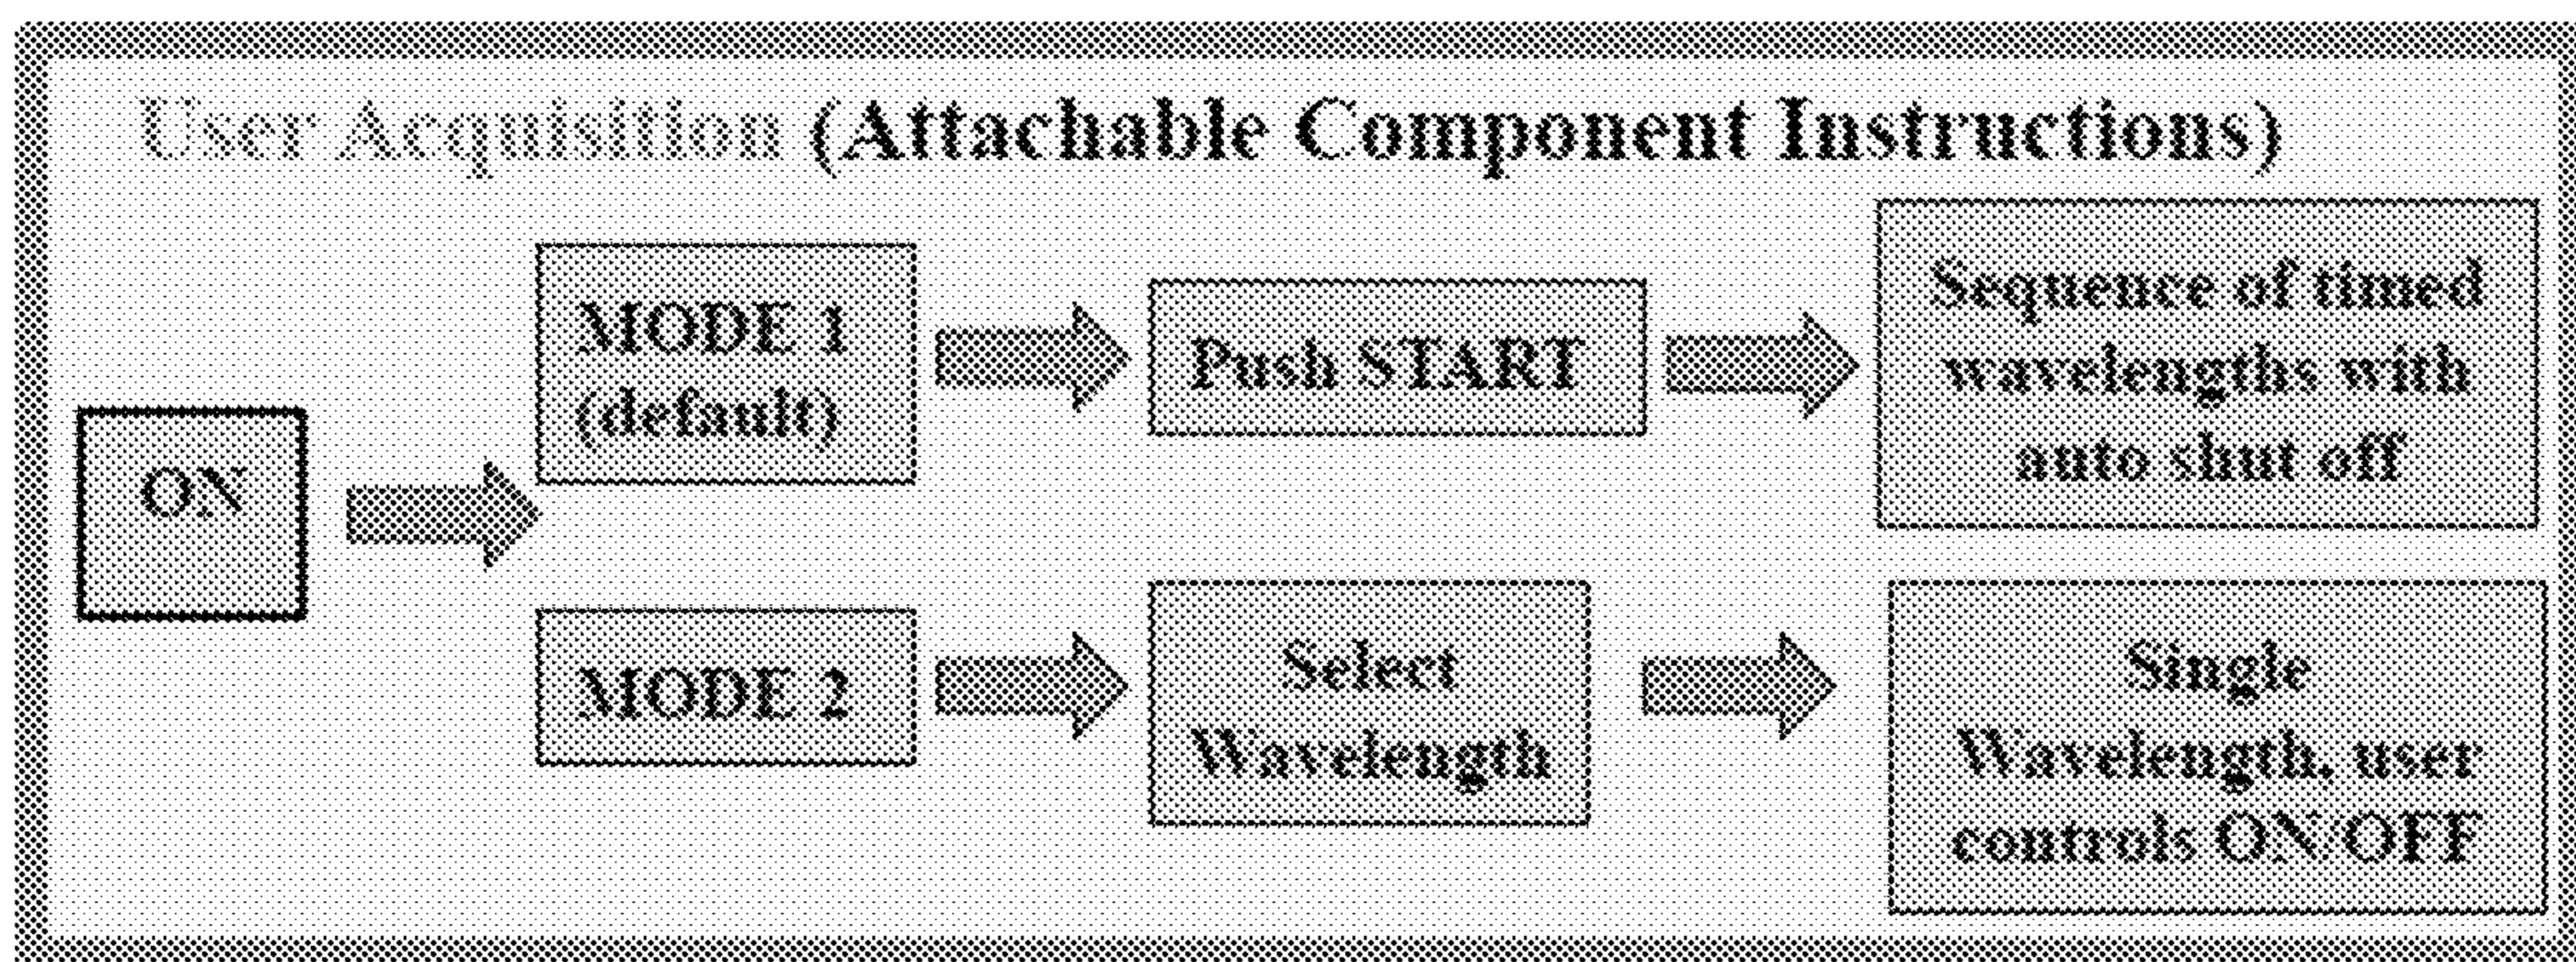 User Acquisition (Attachable Component Instructions)
ON
MODE 1
(default)
Push START
Sequence of timed
wavelengths with
auto shut off
MODE 2
Select
Wavelength
Single
Wavelength, user
controls ON/OFF